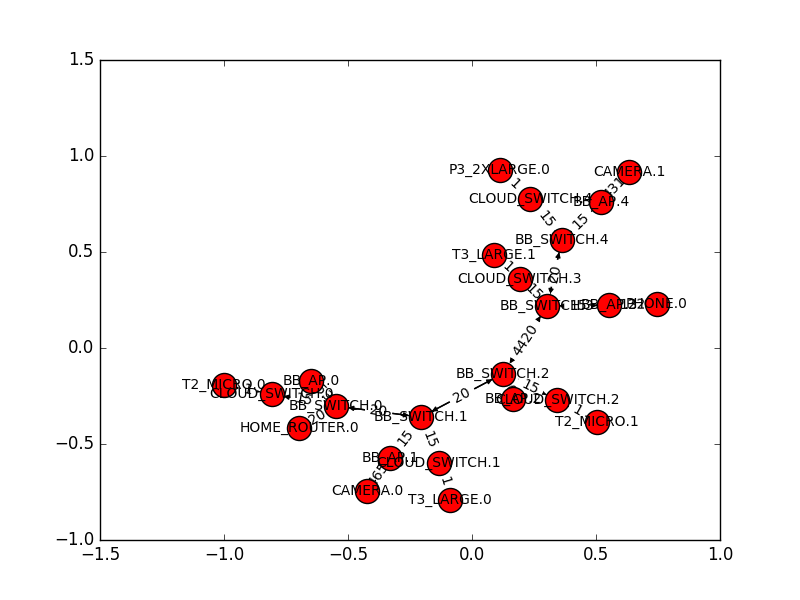 1.5
1.0
0.5
0.0
−0.5
−1.0
−1.5
−1.0
−0.5
0.0
0.5
1.0
P3_2XLARGE.0
CAMERA.1
1
CLOUD_SWITCH.4
BB_AP.4
15
15
BB_SWITCH.4
T3_LARGE.1
1
20
CLOUD_SWITCH.3
15
BB_SWITCH.3
4420
BB_SWITCH.2
15
CLOUD_SWITCH.2
1
T2_MICRO.1
T2_MICRO.0
BB_AP.0
CLOUD_SWITCH.0
BB_SWITCH.0
20
20
20
HOME_ROUTER.0
BB_SWITCH.1
15
15
BB_AP.1
CLOUD_SWITCH.1
CAMERA.0
1
T3_LARGE.0